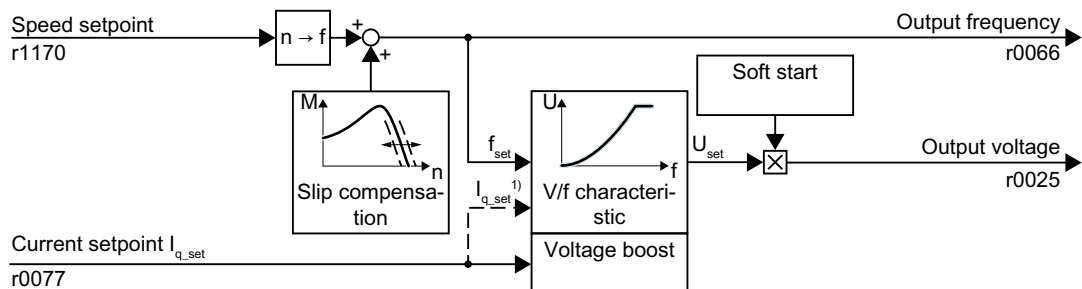 Speed setpoint
r1170
n → f
+
+
Output frequency
r0066
Soft start
M
n
Slip compensa-
tion
f_set
I_q_set 1)
U
f
V/f characteri-
stic
U_set
Output voltage
r0025
Current setpoint I_q_set
r0077
Voltage boost